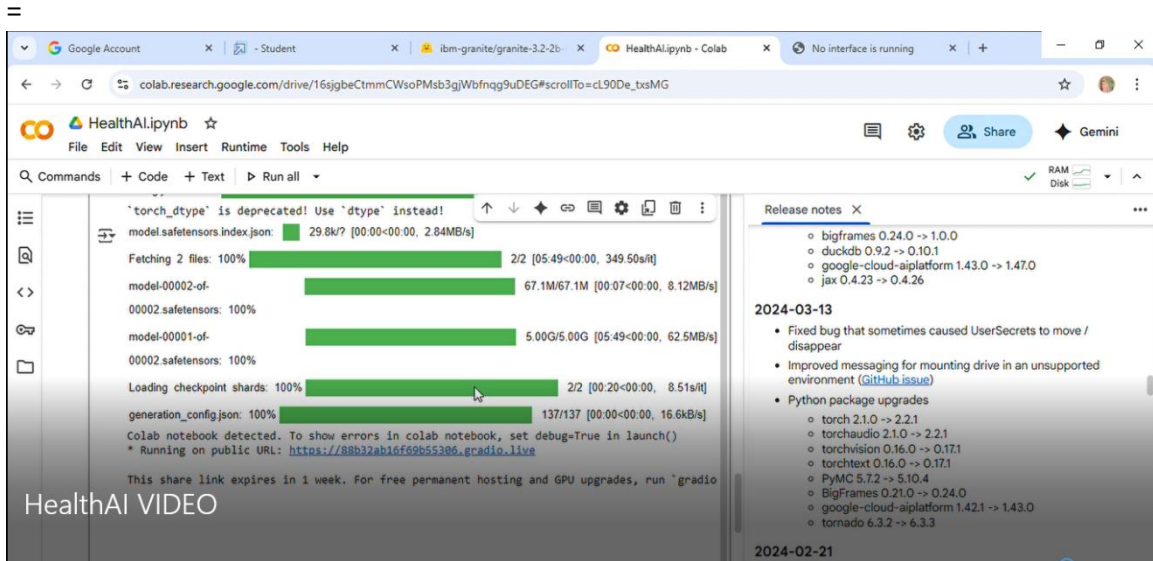 =
Google Account
- Student
ibm-granite/granite-3.2-2b-
HealthAI.ipynb - Colab
No interface is running
colab.research.google.com/drive/16sjgbeCtmmCWsoPMsb3gjWbfnqg9uDEG#scrollTo=cL90De_txsMG
HealthAI.ipynb
File Edit View Insert Runtime Tools Help
Share
Gemini
Commands + Code + Text Run all
RAM
Disk
`torch_dtype` is deprecated! Use `dtype` instead!
model.safetensors.index.json: 29.8k/? [00:00<00:00, 2.84MB/s]
Fetching 2 files: 100% 2/2 [05:49<00:00, 349.50s/it]
model-00002-of- 67.1M/67.1M [00:07<00:00, 8.12MB/s]
00002.safetensors: 100%
model-00001-of- 5.00G/5.00G [05:49<00:00, 62.5MB/s]
00002.safetensors: 100%
Loading checkpoint shards: 100% 2/2 [00:20<00:00, 8.51s/it]
generation_config.json: 100% 137/137 [00:00<00:00, 16.6kB/s]
Colab notebook detected. To show errors in colab notebook, set debug=True in launch()
* Running on public URL: https://88b32ab16f69b55306.gradio.live
This share link expires in 1 week. For free permanent hosting and GPU upgrades, run `gradio
HealthAI VIDEO
Release notes
bigframes 0.24.0 -> 1.0.0
duckdb 0.9.2 -> 0.10.1
google-cloud-aiplatform 1.43.0 -> 1.47.0
jax 0.4.23 -> 0.4.26
2024-03-13
Fixed bug that sometimes caused UserSecrets to move /
disappear
Improved messaging for mounting drive in an unsupported
environment (GitHub issue)
Python package upgrades
torch 2.1.0 -> 2.2.1
torchaudio 2.1.0 -> 2.2.1
torchvision 0.16.0 -> 0.17.1
torchtext 0.16.0 -> 0.17.1
PyMC 5.7.2 -> 5.10.4
BigFrames 0.21.0 -> 0.24.0
google-cloud-aiplatform 1.42.1 -> 1.43.0
tornado 6.3.2 -> 6.3.3
2024-02-21